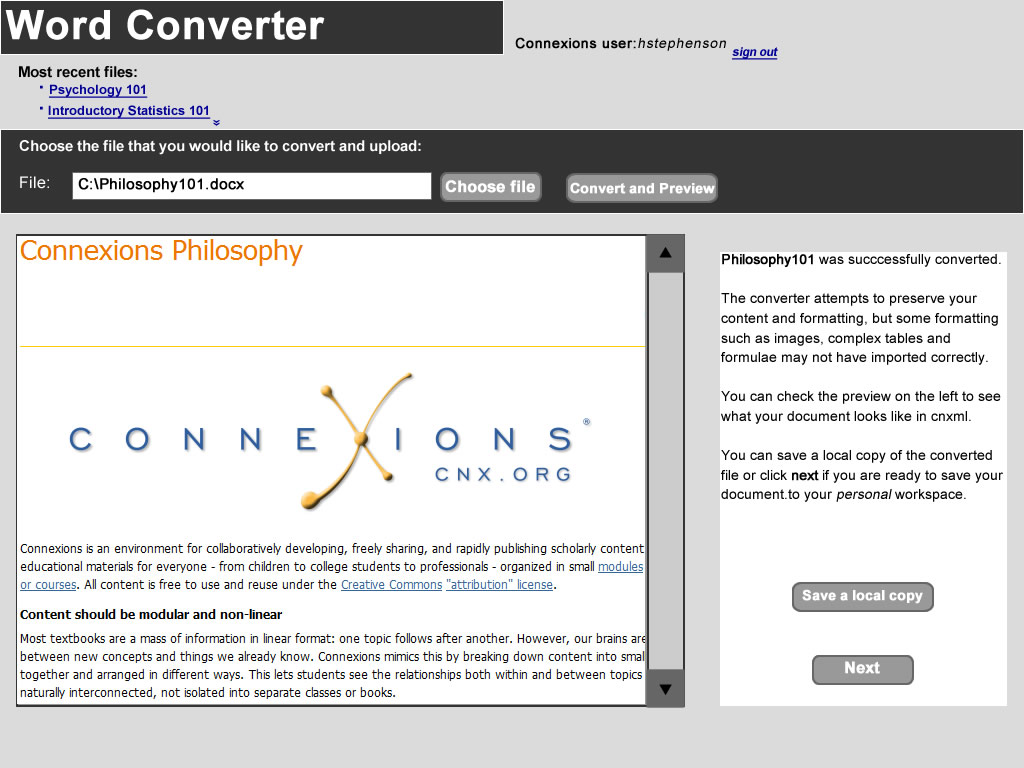 Word Converter
Connexions user:hstephenson sign out
Most recent files:
· Psychology 101
· Introductory Statistics 101
Choose the file that you would like to convert and upload:
File: C:\Philosophy101.docx Choose file Convert and Preview
Connexions Philosophy
CONNEXIONS®
CNX.ORG
Connexions is an environment for collaboratively developing, freely sharing, and rapidly publishing scholarly content
educational materials for everyone - from children to college students to professionals - organized in small modules
or courses. All content is free to use and reuse under the Creative Commons "attribution" license.
Content should be modular and non-linear
Most textbooks are a mass of information in linear format: one topic follows after another. However, our brains are
between new concepts and things we already know. Connexions mimics this by breaking down content into smal
together and arranged in different ways. This lets students see the relationships both within and between topics
naturally interconnected, not isolated into separate classes or books.
Philosophy101 was succcessfully converted.
The converter attempts to preserve your
content and formatting, but some formatting
such as images, complex tables and
formulae may not have imported correctly.
You can check the preview on the left to see
what your document looks like in cnxml.
You can save a local copy of the converted
file or click next if you are ready to save your
document.to your personal workspace.
Save a local copy
Next